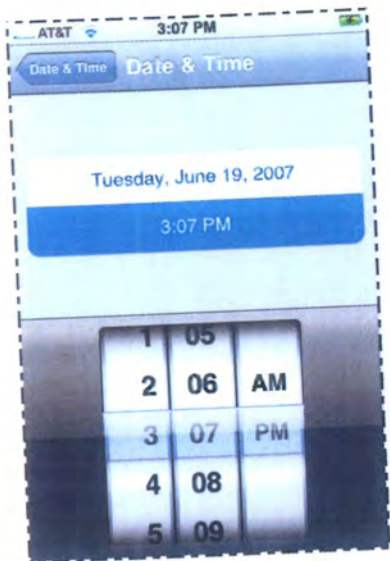 AT&T 3:07 PM
Date & Time Date & Time
Tuesday, June 19, 2007
3:07 PM
1 05
2 06 AM
3 07 PM
4 08
5 09